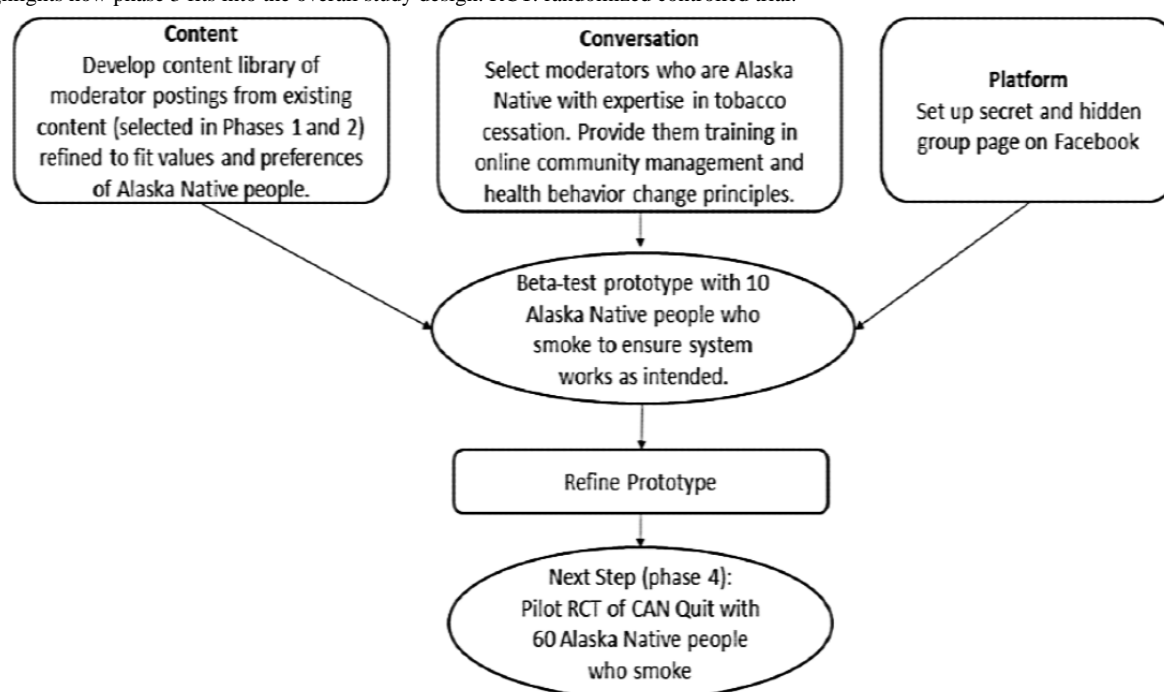 how phase 3 fits into the overall study design. RCT: randomized controlled trial.
Content
Develop content library of
moderator postings from existing
content (selected in Phases 1 and 2)
refined to fit values and preferences
of Alaska Native people.
Conversation
Select moderators who are Alaska
Native with expertise in tobacco
cessation. Provide them training in
online community management and
health behavior change principles.
Platform
Set up secret and hidden
group page on Facebook
Beta-test prototype with 10
Alaska Native people who
smoke to ensure system
works as intended.
Refine Prototype
Next Step (phase 4):
Pilot RCT of CAN Quit with
60 Alaska Native people
who smoke